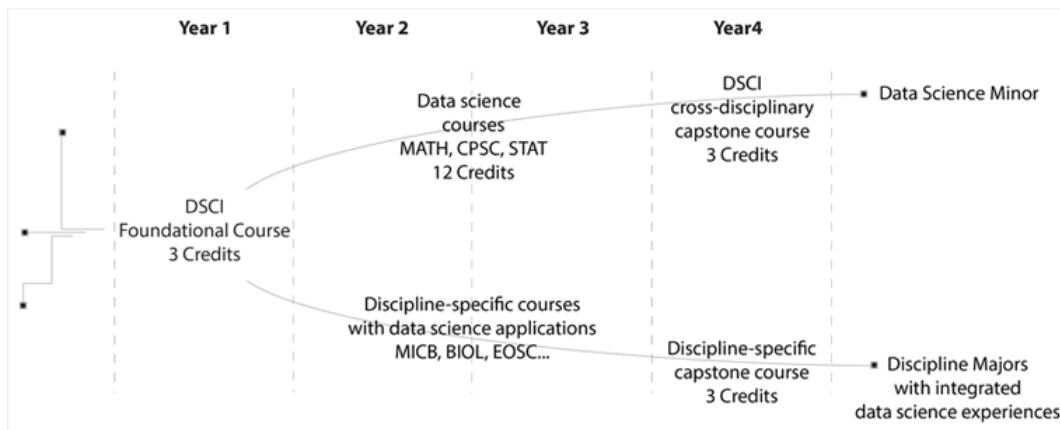 Year 1
Year 2
Year 3
Year4
DSCI
Foundational Course
3 Credits
Data science
courses
MATH, CPSC, STAT
12 Credits
DSCI
cross-disciplinary
capstone course
3 Credits
Data Science Minor
Discipline-specific courses
with data science applications
MICB, BIOL, EOSC...
Discipline-specific
capstone course
3 Credits
Discipline Majors
with integrated
data science experiences